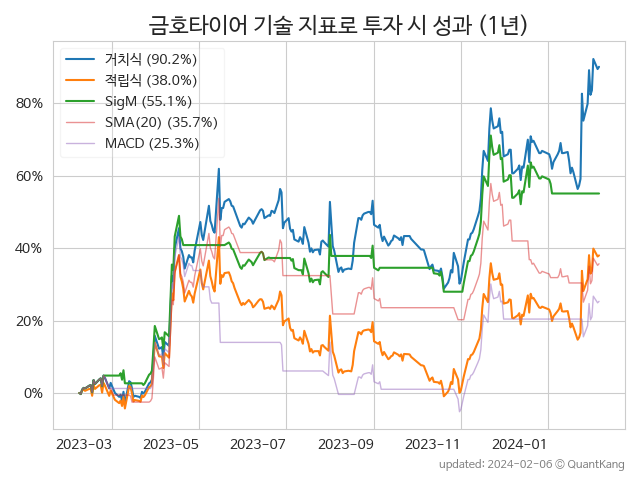 금호타이어 기술 지표로 투자 시 성과 (1년)
거치식 (90.2%)
적립식 (38.0%)
SigM (55.1%)
SMA(20) (35.7%)
MACD (25.3%)
80%
60%
40%
20%
0%
2023-03 2023-05 2023-07 2023-09 2023-11 2024-01
updated: 2024-02-06 © QuantKang